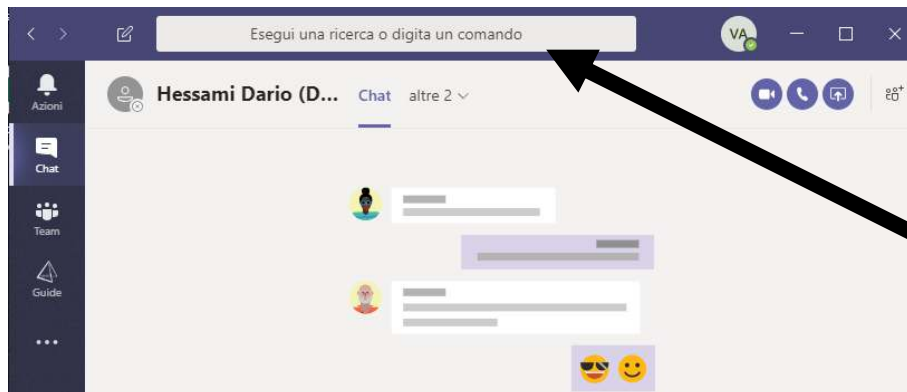 Esegui una ricerca o digita un comando
VA
Azioni
Hessami Dario (D...
Chat
altre 2
Chat
Team
Guide